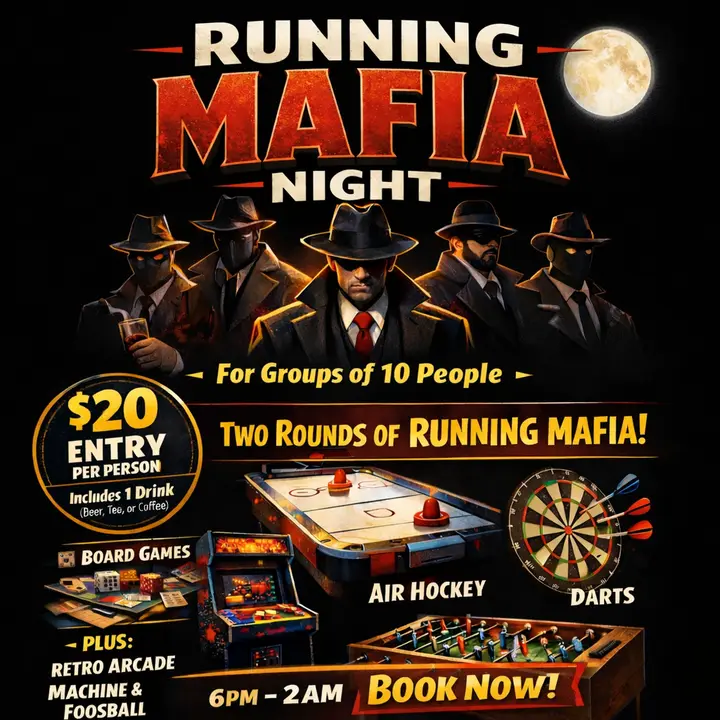 RUNNING
MAFIA
NIGHT
For Groups of 10 People
$20
ENTRY
PER PERSON
Includes 1 Drink
(Beer, Tea, or Coffee)
TWO ROUNDS OF RUNNING MAFIA!
BOARD GAMES
AIR HOCKEY
DARTS
- PLUS:
RETRO ARCADE
MACHINE &
FOOSBALL
6PM – 2AM
BOOK NOW!